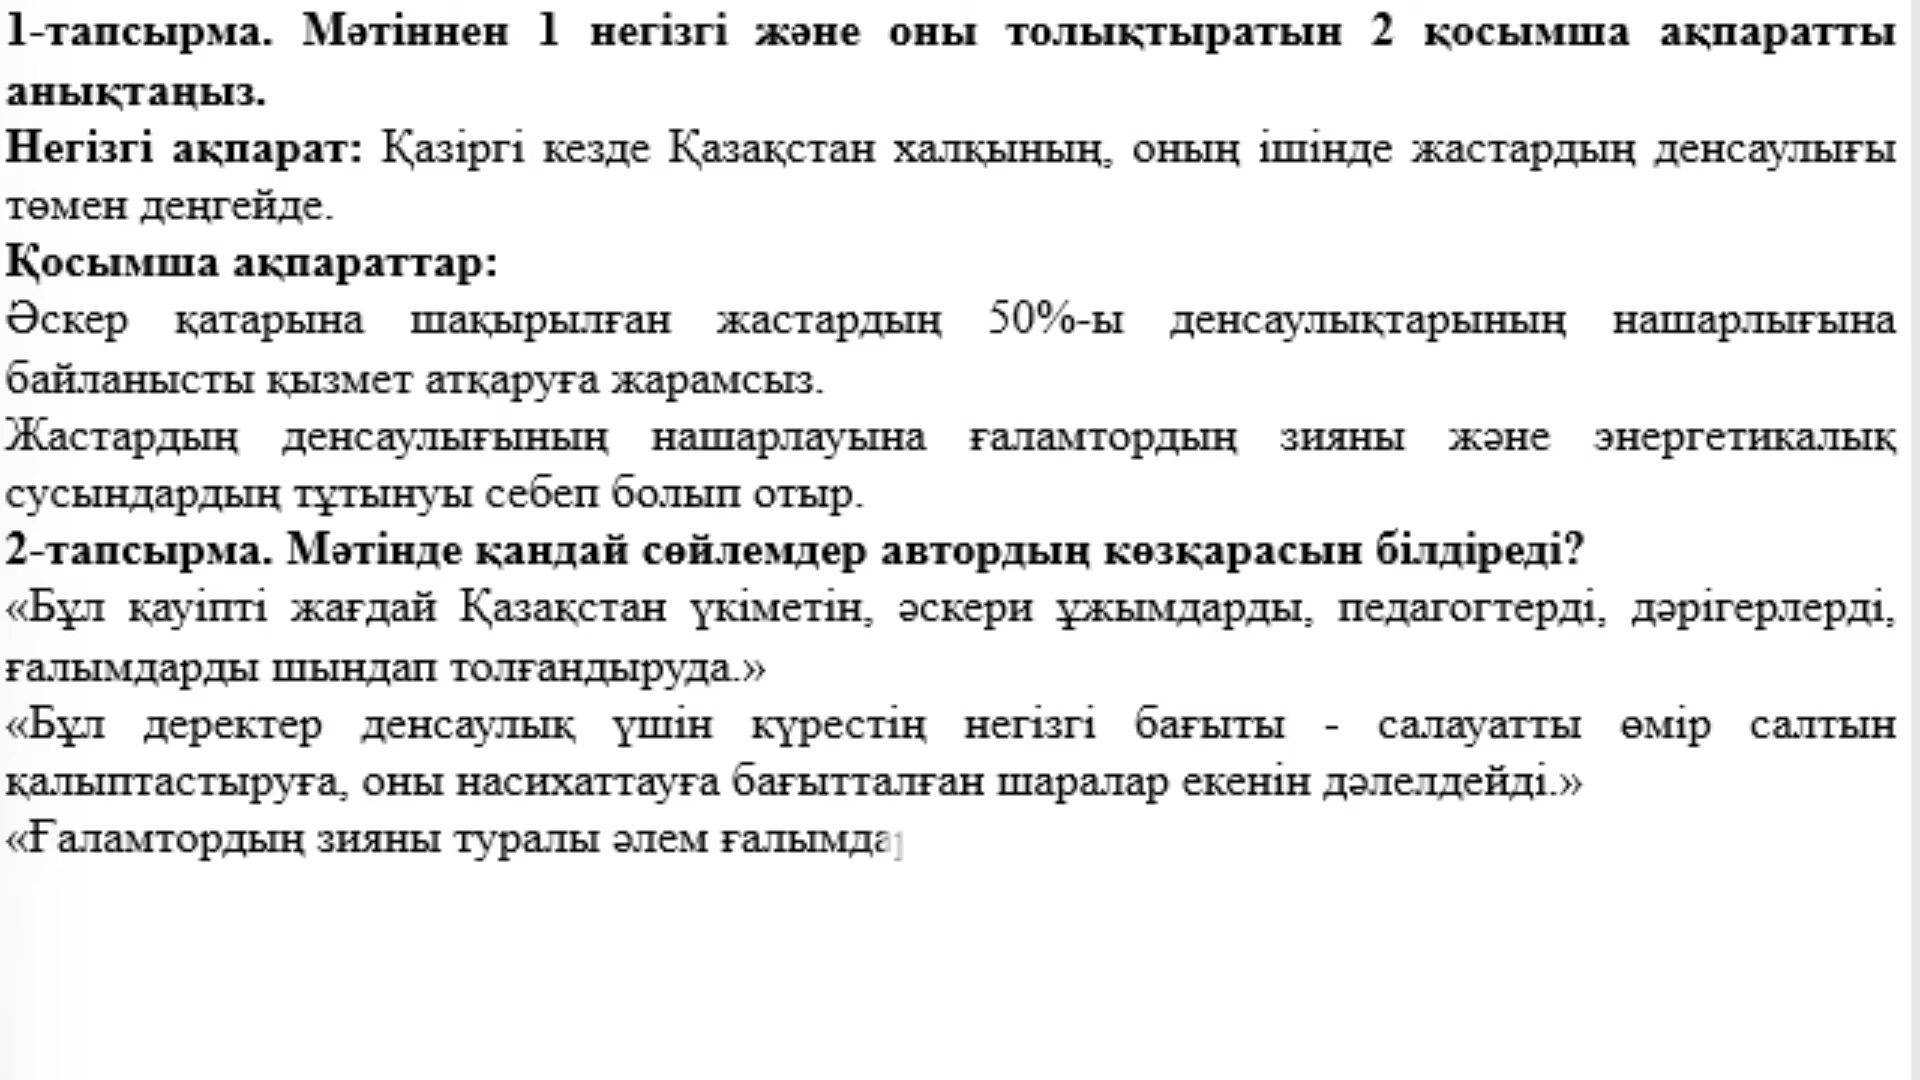 1-тапсырма. Мәтіннен 1 негізгі және оны толықтыратын 2 қосымша ақпаратты
анықтаңыз.
Негізгі ақпарат: Қазіргі кезде Қазақстан халқының, оның ішінде жастардың денсаулығы
төмен деңгейде.
Қосымша ақпараттар:
Әскер қатарына шақырылған жастардың 50%-ы денсаулықтарының нашарлығына
байланысты қызмет атқаруға жарамсыз.
Жастардың денсаулығының нашарлауына ғаламтордың зияны және энергетикалық
сусындардың тұтынуы себеп болып отыр.
2-тапсырма. Мәтінде қандай сөйлемдер автордың көзқарасын білдіреді?
«Бұл қауіпті жағдай Қазақстан үкіметін, әскери ұжымдарды, педагогтерді, дәрігерлерді,
ғалымдарды шындап толғандыруда.»
«Бұл деректер денсаулық үшін күрестің негізгі бағыты - салауатты өмір салтын
қалыптастыруға, оны насихаттауға бағытталған шаралар екенін дәлелдейді.»
«Ғаламтордың зияны туралы әлем